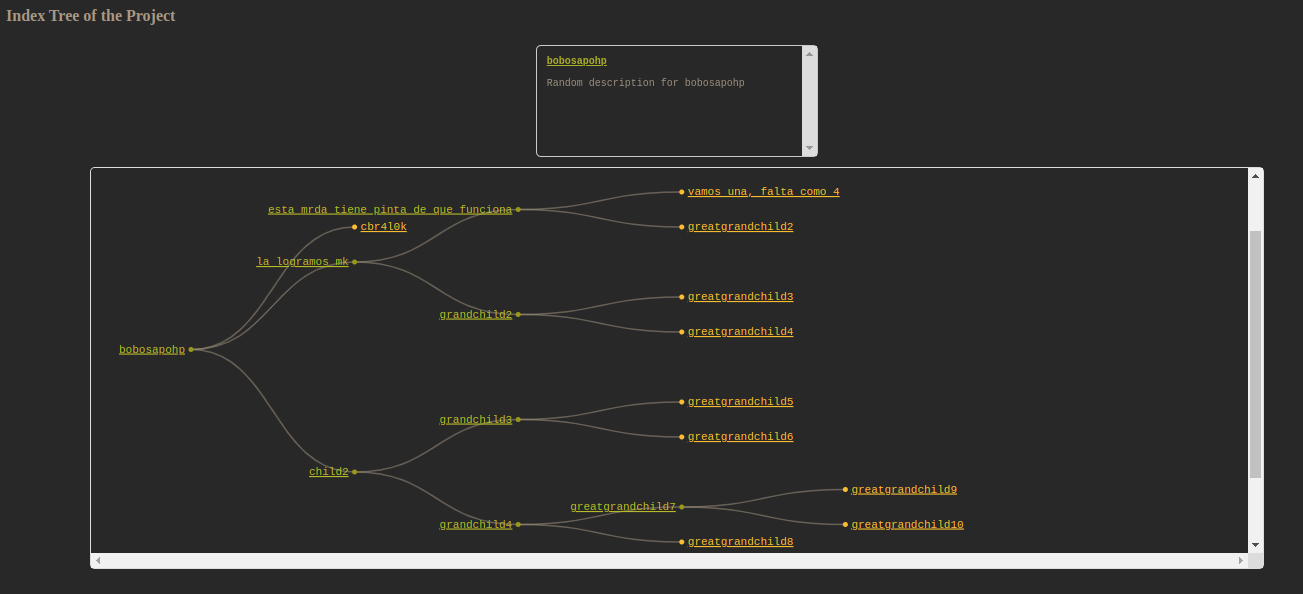 Index Tree of the Project
bobosapohp
Random description for bobosapohp
vamos una, falta como 4
esta mrda tiene pinta de que funciona
cbr4l0k
greatgrandchild2
la logramos mk
greatgrandchild3
grandchild2
greatgrandchild4
bobosapohp
greatgrandchild5
grandchild3
greatgrandchild6
child2
greatgrandchild9
greatgrandchild7
grandchild4
greatgrandchild10
greatgrandchild8